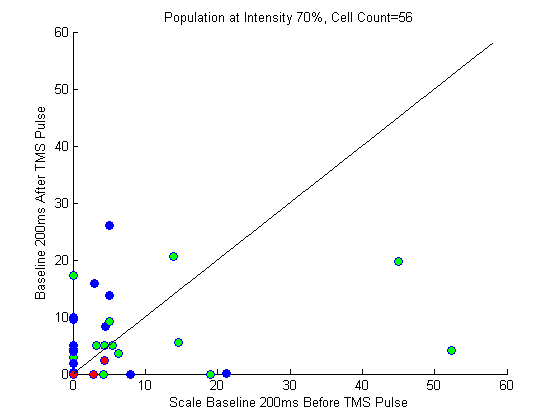 Population at Intensity 70%, Cell Count=56
60
50
40
30
20
10
0
Baseline 200ms After TMS Pulse
0 10 20 30 40 50 60
Scale Baseline 200ms Before TMS Pulse